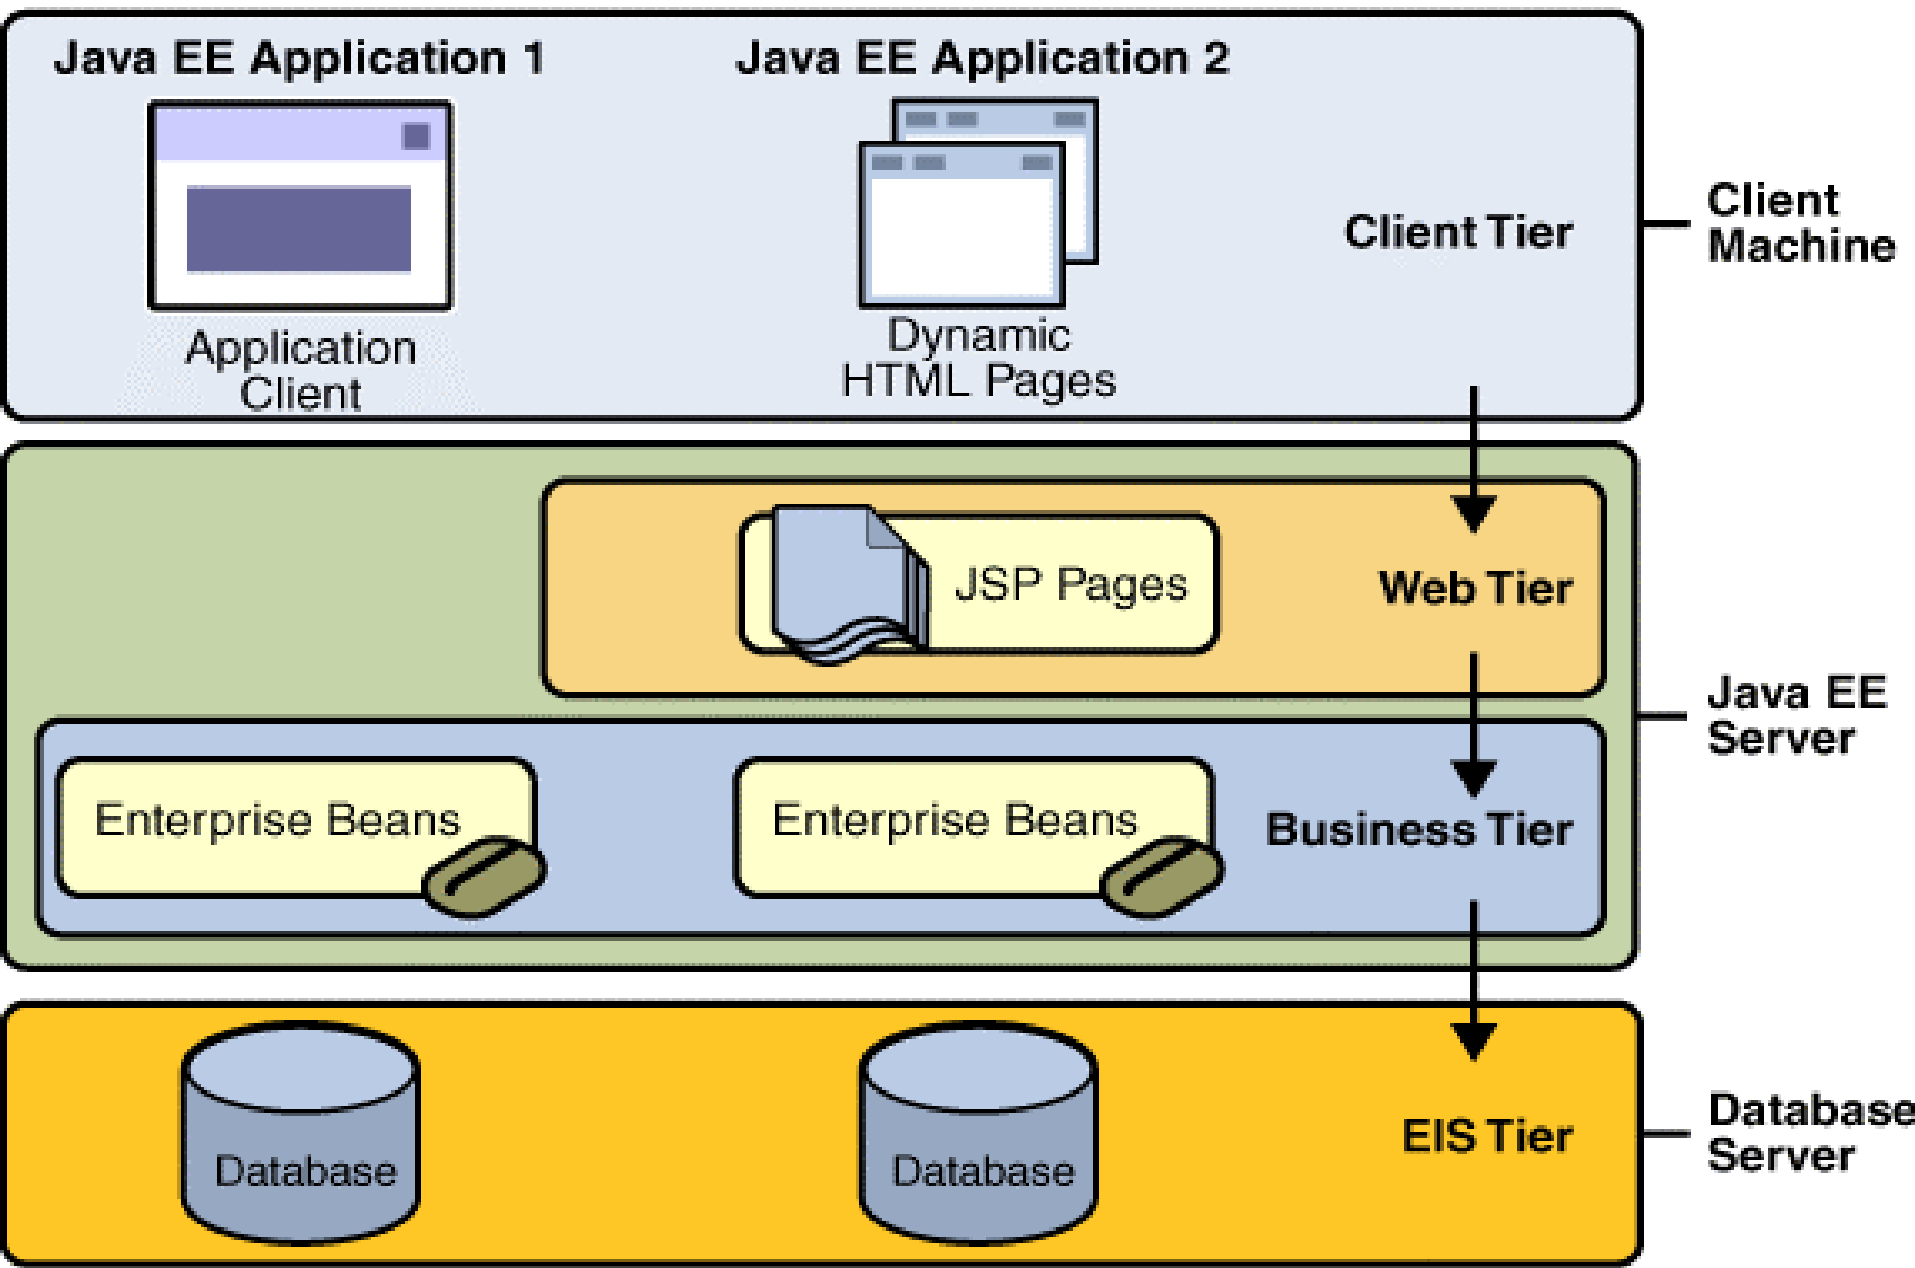 Java EE Application 1
Java EE Application 2
Application
Client
Dynamic
HTML Pages
Client Tier
Client
Machine
JSP Pages
Web Tier
Java EE
Server
Enterprise Beans
Enterprise Beans
Business Tier
Database
Database
EIS Tier
Database
Server